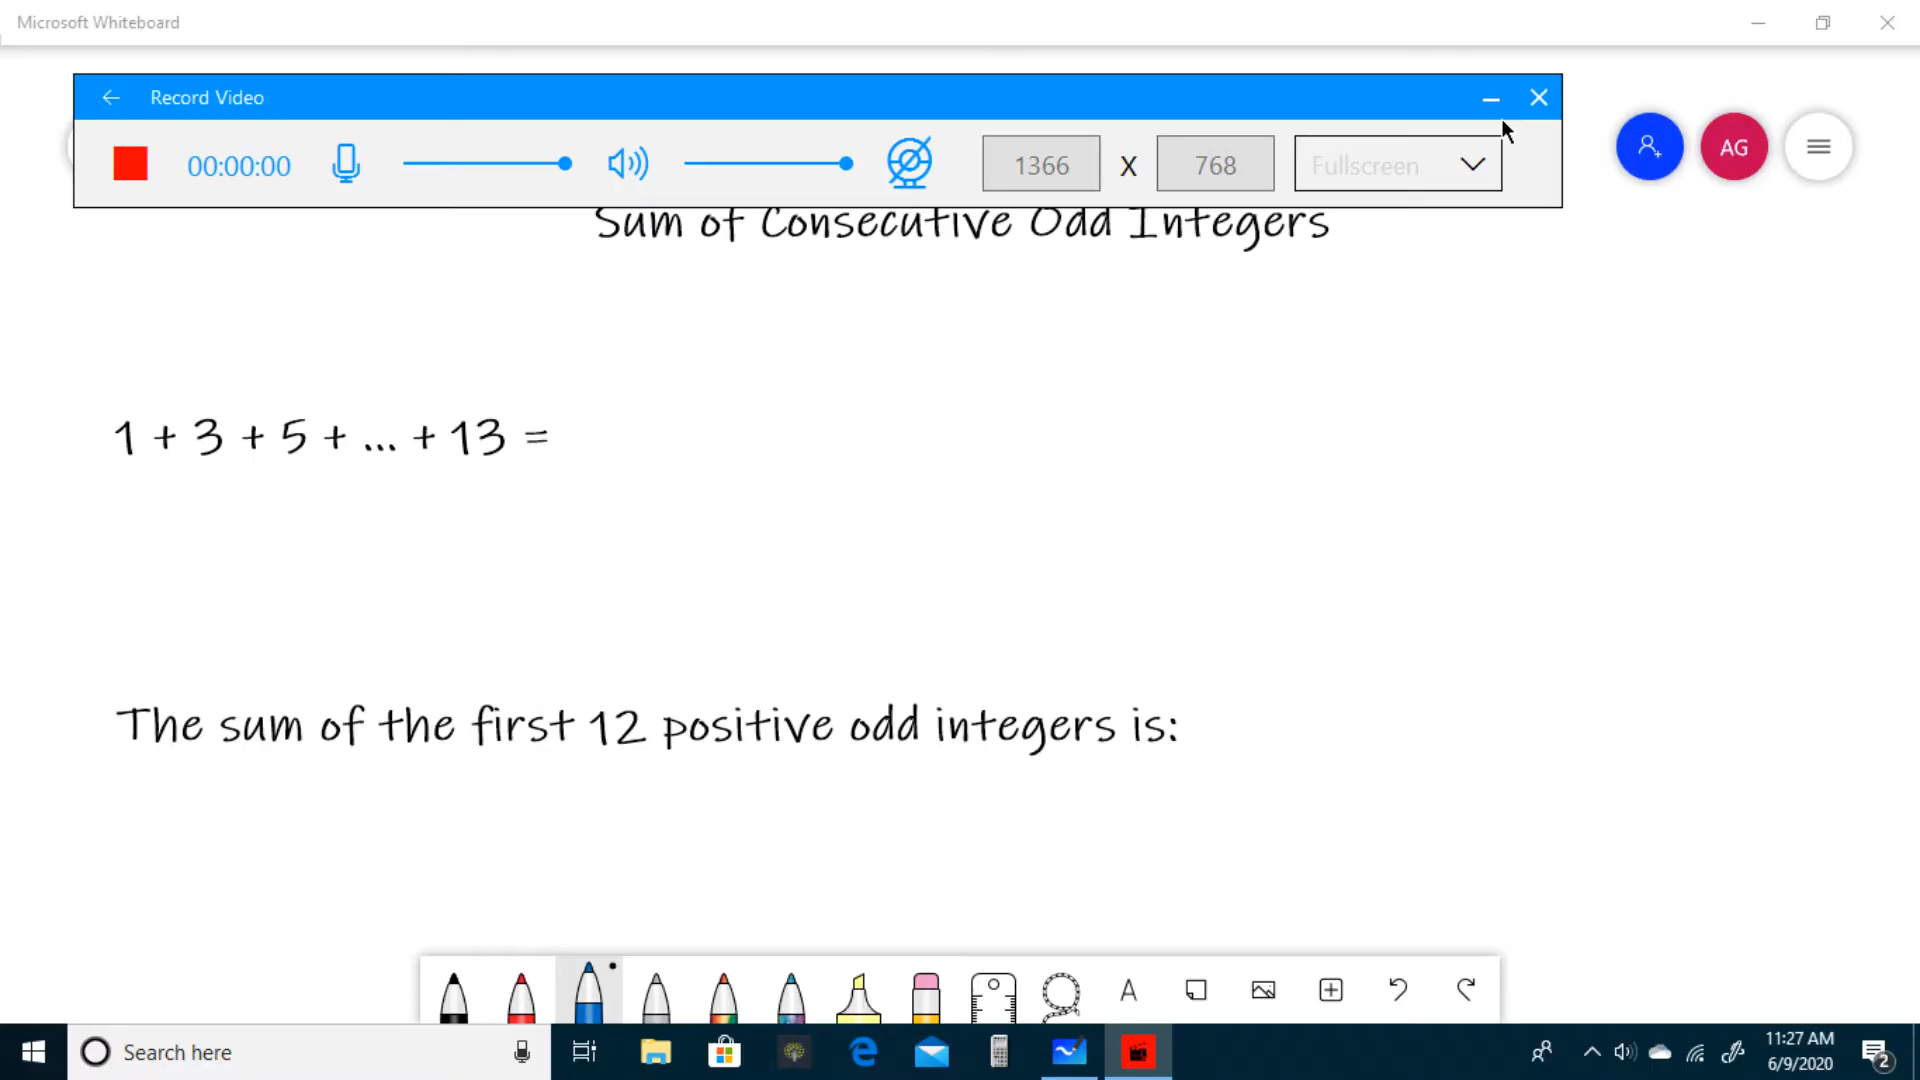 Microsoft Whiteboard
Record Video
00:00:00
1366 X 768
Fullscreen
AG
Sum of Consecutive Odd Integers
1 + 3 + 5 + ... + 13 =
The sum of the first 12 positive odd integers is:
A
Search here
11:27 AM
6/9/2020
2